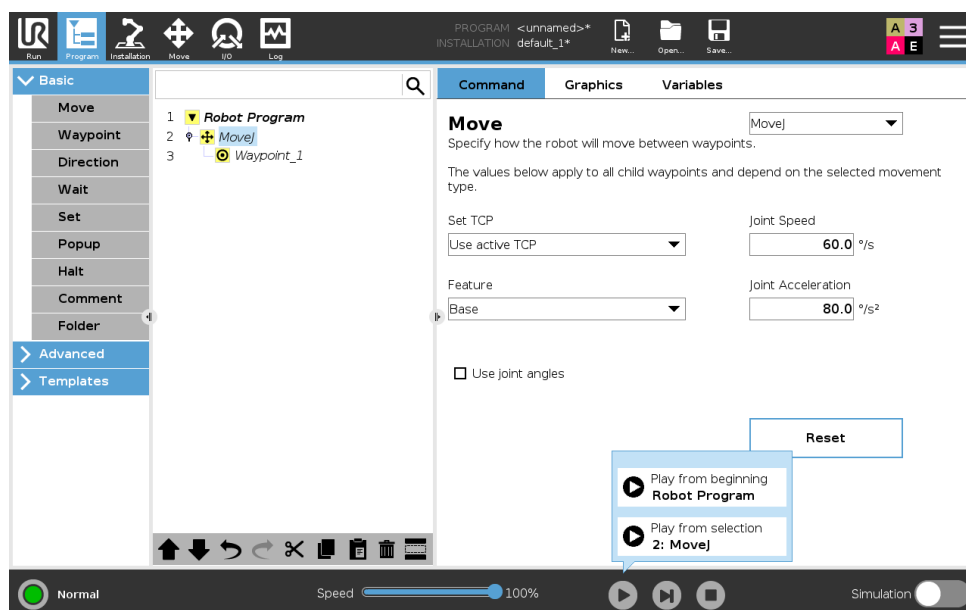 UR
Run
Program
Installation
Move
I/O
Log
PROGRAM <unnamed>*
INSTALLATION default_1*
New...
Open...
Save...
A 3
A E
Basic
Move
Waypoint
Direction
Wait
Set
Popup
Halt
Comment
Folder
Advanced
Templates
1 Robot Program
2 MoveJ
3 Waypoint_1
Command
Graphics
Variables
Move
MoveJ
Specify how the robot will move between waypoints.
The values below apply to all child waypoints and depend on the selected movement
type.
Set TCP
Joint Speed
Use active TCP
60.0 °/s
Feature
Joint Acceleration
Base
80.0 °/s²
Use joint angles
Reset
Play from beginning
Robot Program
Play from selection
2: MoveJ
Normal
Speed
100%
Simulation